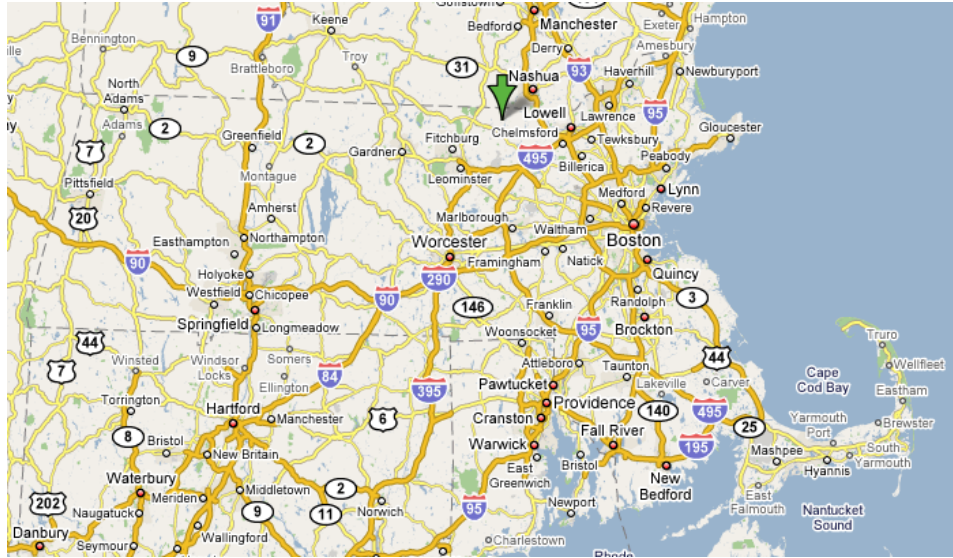 Goffstown
Keene
Bedford
Manchester
Exeter
Hampton
91
Bennington
9
Brattleboro
Troy
31
Derry
93
Amesbury
Haverhill
Newburyport
Nashua
North
Adams
Adams
2
Greenfield
2
Gardner
Fitchburg
Lowell
Chelmsford
Lawrence
95
Gloucester
Tewksbury
7
Montague
Leominster
495
Billerica
Peabody
Pittsfield
20
Amherst
Marlborough
Medford
Lynn
Revere
Easthampton
Northampton
Worcester
Waltham
Boston
90
Framingham
Natick
Quincy
Holyoke
290
Westfield
Chicopee
90
146
Franklin
Randolph
3
Springfield
Longmeadow
Woonsocket
95
Brockton
44
Winsted
Windsor
Locks
Somers
Attleboro
Taunton
44
Truro
7
Ellington
84
395
Pawtucket
Lakeville
Carver
Cape
Cod Bay
Wellfleet
Torrington
Hartford
Manchester
6
Providence
140
495
Eastham
8
Bristol
New Britain
Cranston
Warwick
Fall River
195
25
Yarmouth
Port
Brewster
Waterbury
East
Greenwich
Bristol
New
Bedford
Mashpee
Hyannis
South
Yarmouth
202
Meriden
Middletown
2
Norwich
95
Newport
East
Falmouth
Nantucket
Sound
Naugatuck
9
11
Danbury
Seymour
Wallingford
Charlestown
Rhode